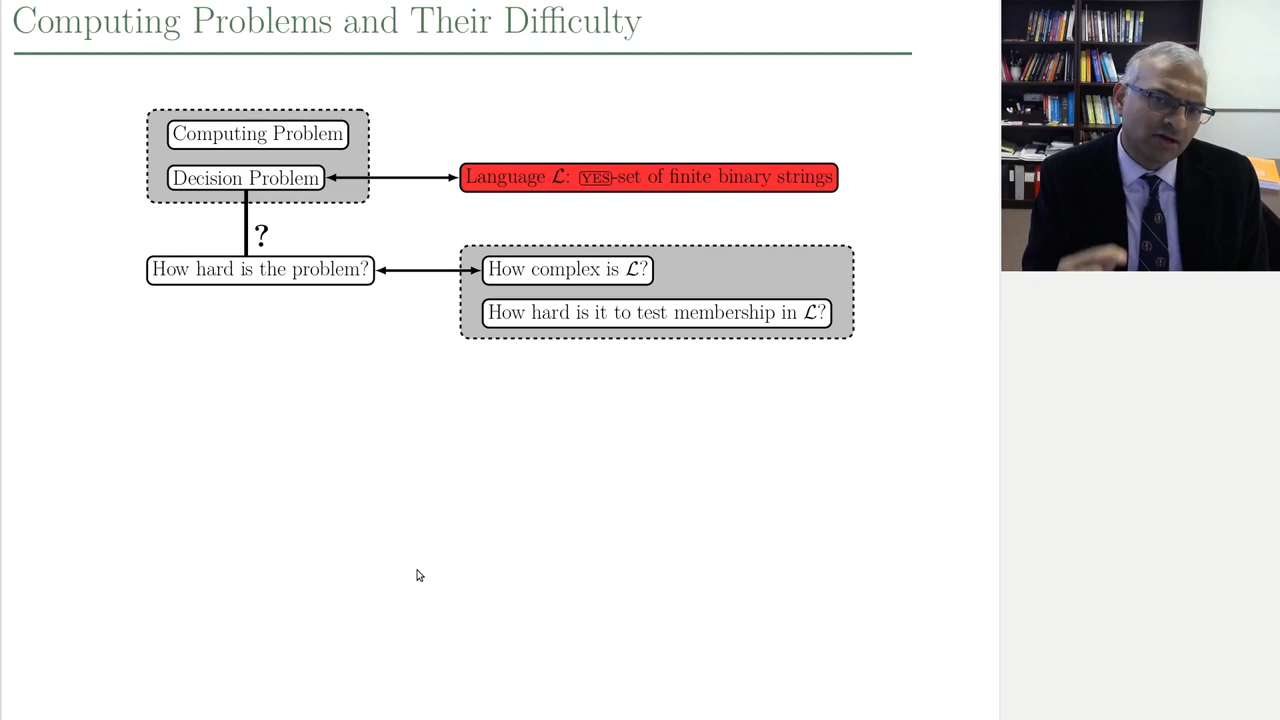 Computing Problems and Their Difficulty
Computing Problem
Decision Problem
Language ℒ: YES-set of finite binary strings
?
How hard is the problem?
How complex is ℒ?
How hard is it to test membership in ℒ?